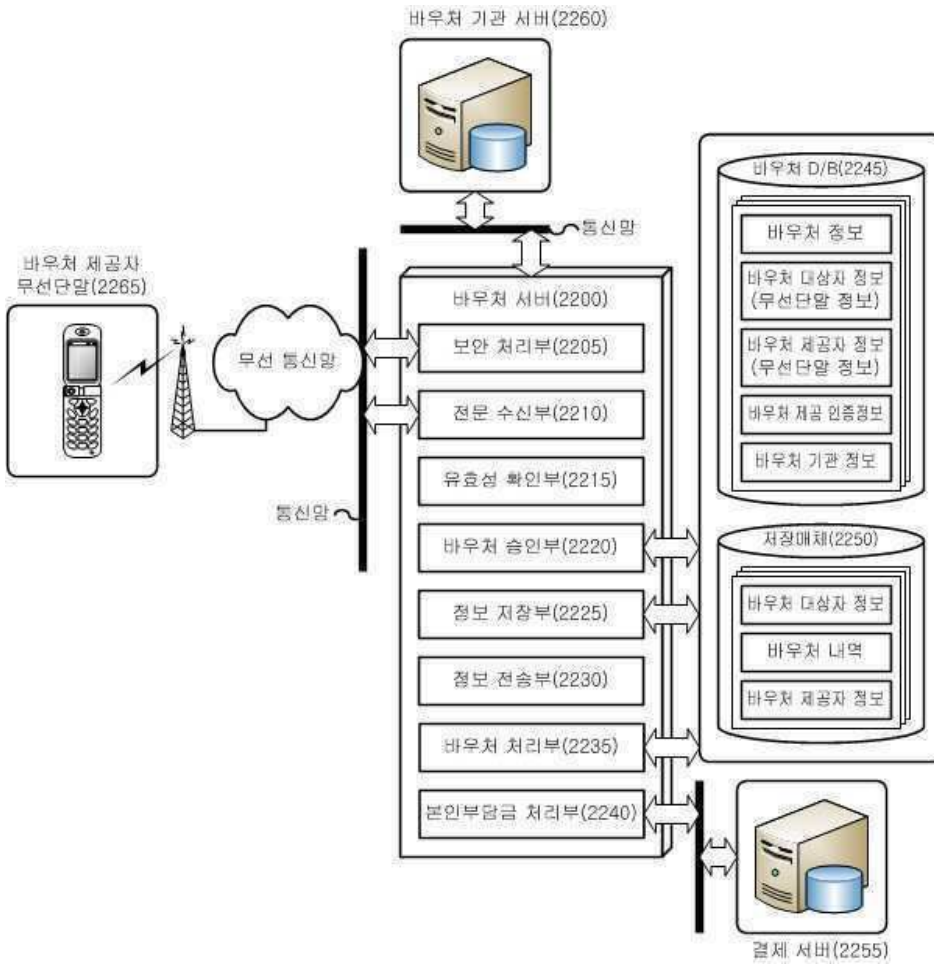 바우처 기관 서버(2260)
통신망
바우처 제공자
무선단말(2265)
무선 통신망
통신망
바우처 서버(2200)
보안 처리부(2205)
전문 수신부(2210)
유효성 확인부(2215)
바우처 승인부(2220)
정보 저장부(2225)
정보 전송부(2230)
바우처 처리부(2235)
본인부담금 처리부(2240)
바우처 D/B(2245)
바우처 정보
바우처 대상자 정보
(무선단말 정보)
바우처 제공자 정보
(무선단말 정보)
바우처 제공 인증정보
바우처 기관 정보
저장매체(2250)
바우처 대상자 정보
바우처 내역
바우처 제공자 정보
결제 서버(2255)